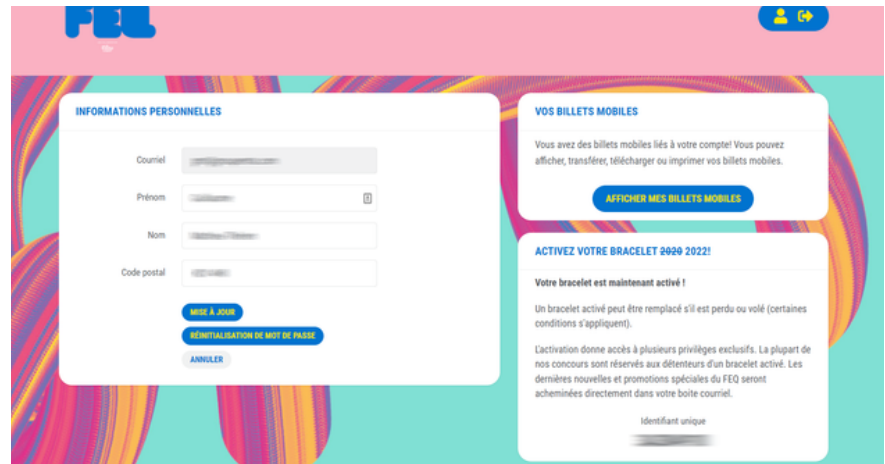 FEQ
INFORMATIONS PERSONNELLES
Courriel
Prénom
Nom
Code postal
MISE À JOUR
RÉINITIALISATION DE MOT DE PASSE
ANNULER
VOS BILLETS MOBILES
Vous avez des billets mobiles liés à votre compte! Vous pouvez
afficher, transférer, télécharger ou imprimer vos billets mobiles.
AFFICHER MES BILLETS MOBILES
ACTIVEZ VOTRE BRACELET 2020 2022!
Votre bracelet est maintenant activé !
Un bracelet activé peut être remplacé s'il est perdu ou volé (certaines
conditions s'appliquent).
L'activation donne accès à plusieurs privilèges exclusifs. La plupart de
nos concours sont réservés aux détenteurs d'un bracelet activé. Les
dernières nouvelles et promotions spéciales du FEQ seront
acheminées directement dans votre boite courriel.
Identifiant unique